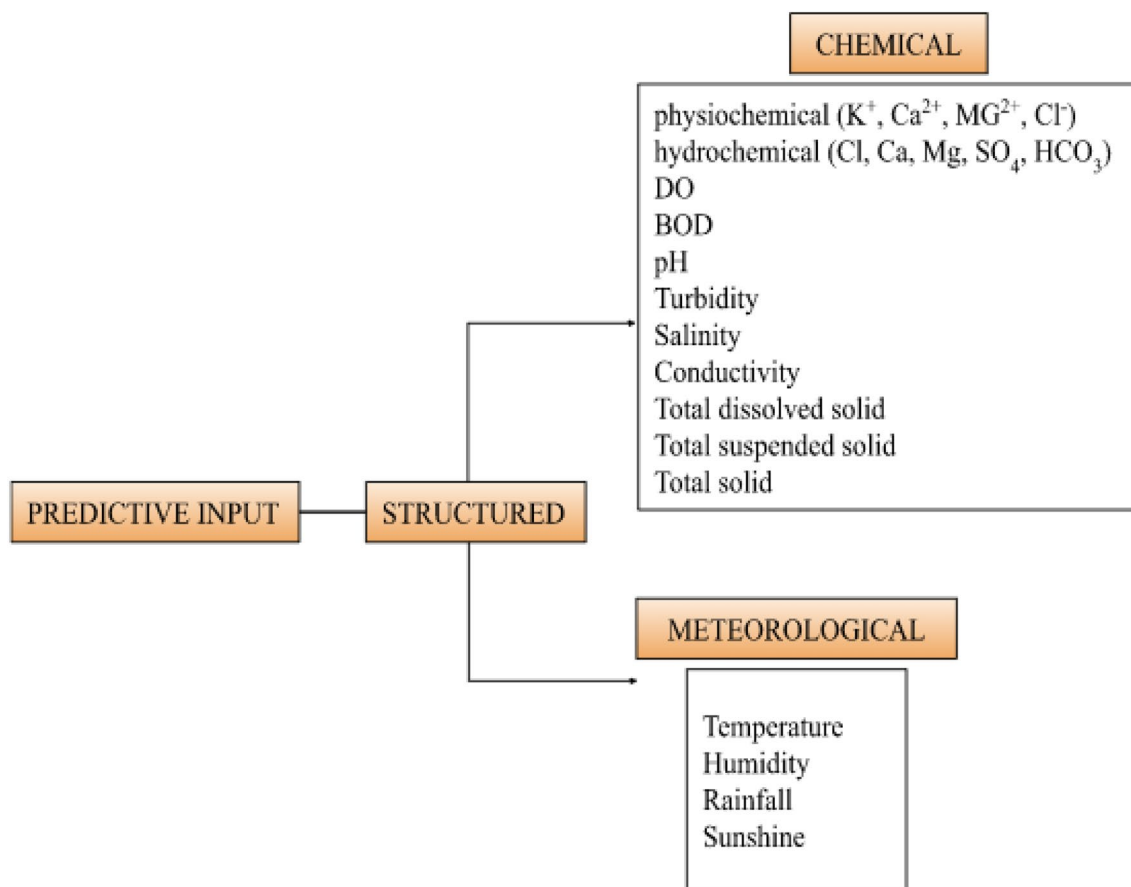 CHEMICAL
physiochemical (K⁺, Ca²⁺, MG²⁺, Cl⁻)
hydrochemical (Cl, Ca, Mg, SO₄, HCO₃)
DO
BOD
pH
Turbidity
Salinity
Conductivity
Total dissolved solid
Total suspended solid
Total solid
PREDICTIVE INPUT
STRUCTURED
METEOROLOGICAL
Temperature
Humidity
Rainfall
Sunshine